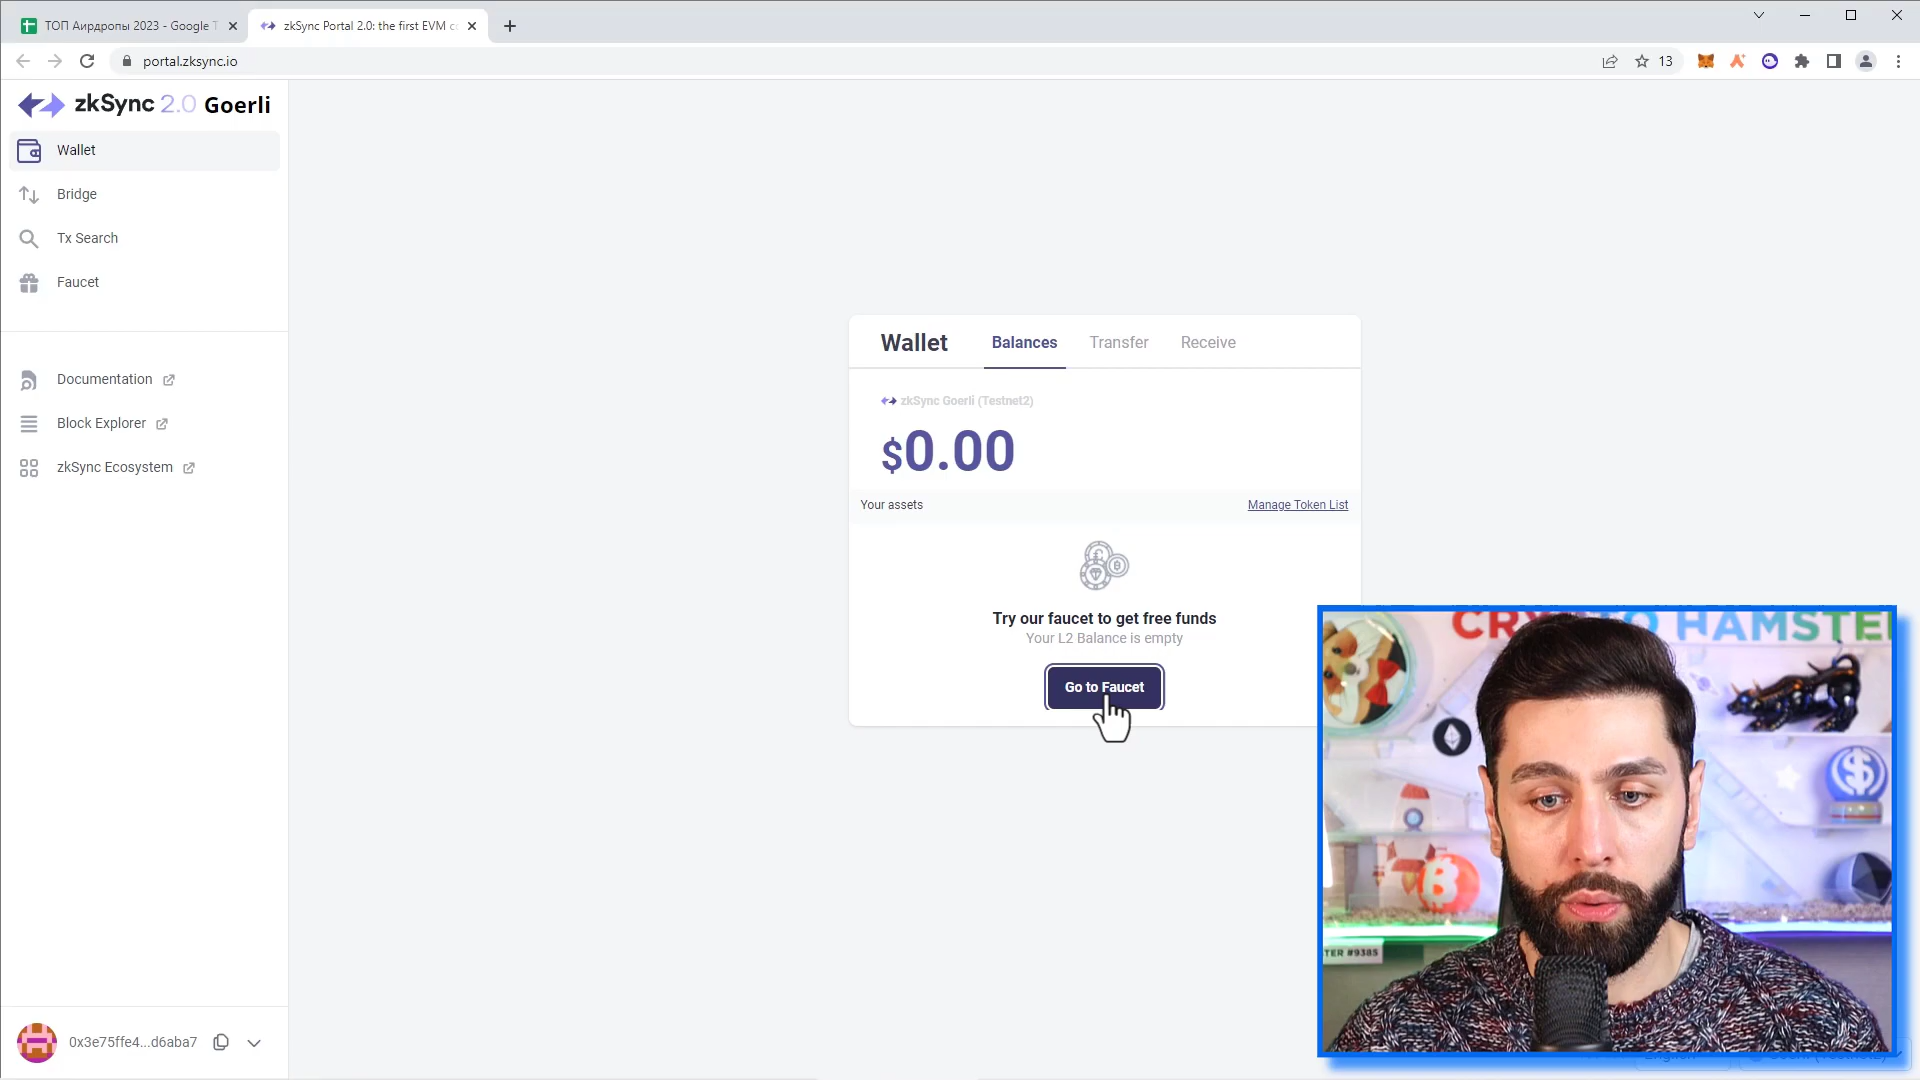 ТОП Аирдропы 2023 - Google
zkSync Portal 2.0: the first EVM
portal.zksync.io
13
zkSync 2.0 Goerli
Wallet
Bridge
Tx Search
Faucet
Documentation
Block Explorer
zkSync Ecosystem
0x3e75ffe4...d6aba7
Wallet
Balances
Transfer
Receive
zkSync Goerli (Testnet2)
$0.00
Your assets
Manage Token List
Try our faucet to get free funds
Your L2 Balance is empty
Go to Faucet
TER #9385